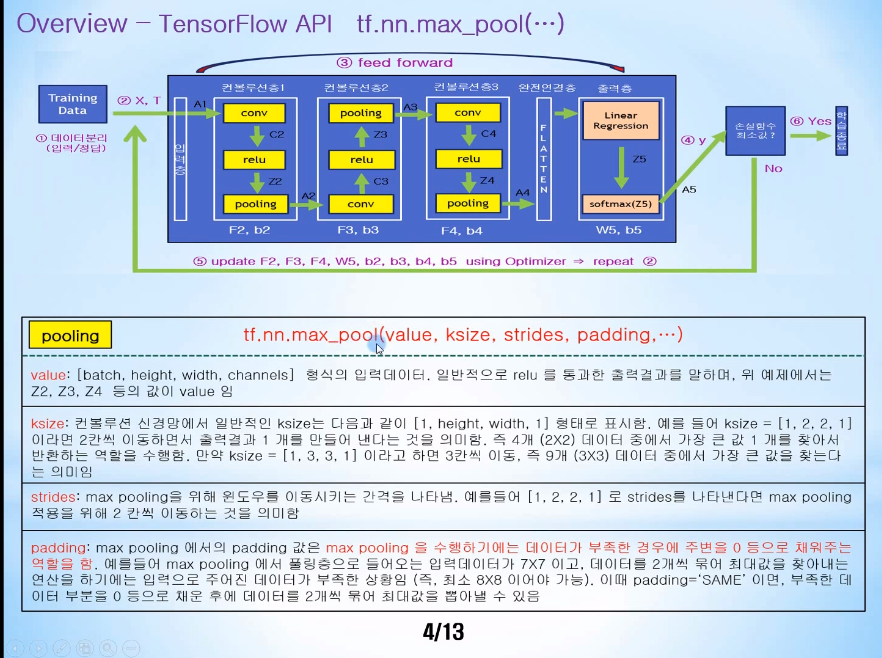 Overview – TensorFlow API   tf.nn.max_pool(…)
③ feed forward
컨볼루션층1
컨볼루션층2
컨볼루션층3
완전연결층
출력층
Training
Data
② X, T
① 데이터분리
(입력/정답)
입력층
A1
conv
C2
relu
Z2
pooling
A2
F2, b2
pooling
A3
Z3
relu
C3
conv
F3, b3
conv
C4
relu
Z4
pooling
A4
F4, b4
FLATTEN
Linear
Regression
Z5
softmax(Z5)
A5
W5, b5
④ y
손실함수
최소값?
⑥ Yes
학습종료
No
⑤ update F2, F3, F4, W5, b2, b3, b4, b5 using Optimizer ⇒ repeat ②
pooling
tf.nn.max_pool(value, ksize, strides, padding,…)
value: [batch, height, width, channels] 형식의 입력데이터. 일반적으로 relu 를 통과한 출력결과를 말하며, 위 예제에서는
Z2, Z3, Z4 등의 값이 value 임
ksize: 컨볼루션 신경망에서 일반적인 ksize는 다음과 같이 [1, height, width, 1] 형태로 표시함. 예를 들어 ksize = [1, 2, 2, 1]
이라면 2칸씩 이동하면서 출력결과 1 개를 만들어 낸다는 것을 의미함. 즉 4개 (2X2) 데이터 중에서 가장 큰 값 1 개를 찾아서
반환하는 역할을 수행함. 만약 ksize = [1, 3, 3, 1] 이라고 하면 3칸씩 이동, 즉 9개 (3X3) 데이터 중에서 가장 큰 값을 찾는다
는 의미임
strides: max pooling을 위해 윈도우를 이동시키는 간격을 나타냄. 예를들어 [1, 2, 2, 1] 로 strides를 나타낸다면 max pooling
적용을 위해 2 칸씩 이동하는 것을 의미함
padding: max pooling 에서의 padding 값은 max pooling 을 수행하기에는 데이터가 부족한 경우에 주변을 0 등으로 채워주는
역할을 함. 예를들어 max pooling 에서 풀링층으로 들어오는 입력데이터가 7X7 이고, 데이터를 2개씩 묶어 최대값을 찾아내는
연산을 하기에는 입력으로 주어진 데이터가 부족한 상황임 (즉, 최소 8X8 이어야 가능). 이때 padding=‘SAME’ 이면, 부족한 데
이터 부분을 0 등으로 채운 후에 데이터를 2개씩 묶어 최대값을 뽑아낼 수 있음
4/13